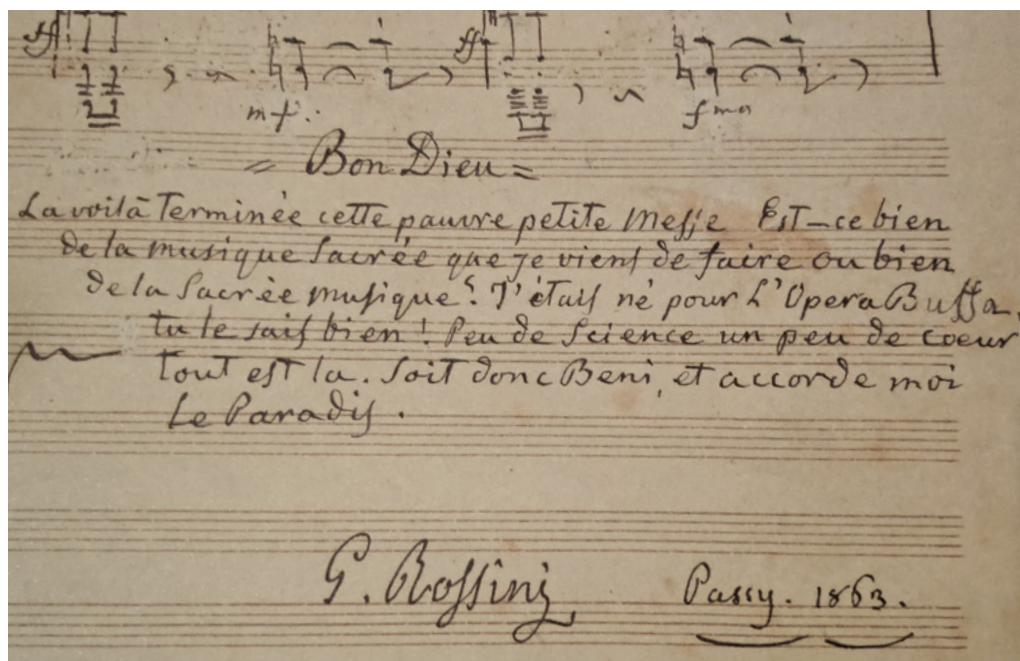 ff ff
mf. fmo
= Bon Dieu =
La voilà Terminée cette pauvre petite Messe Est-ce bien
de la musique Sacrée que je viens de faire ou bien
de la Sacrée musique? J'étais né pour L'Opera Buffa,
tu le sais bien! Peu de Science un peu de coeur
tout est la. Soit donc Beni, et accorde moi
Le Paradis.
G. Rossini Passy. 1863.